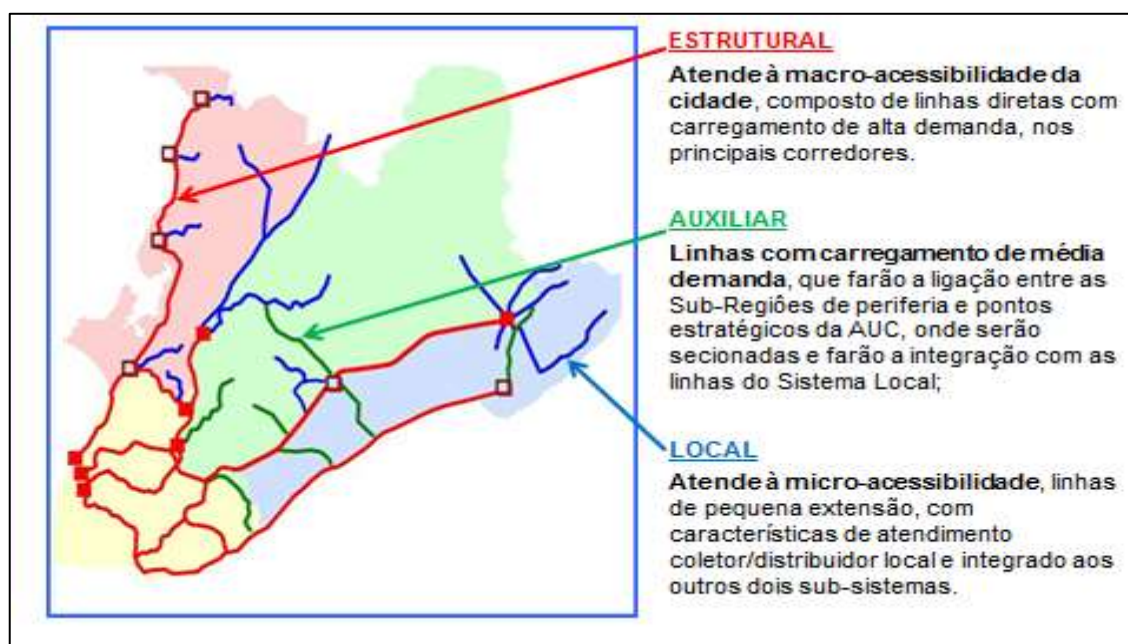 ESTRUTURAL
Atende à macro-acessibilidade da
cidade, composto de linhas diretas com
carregamento de alta demanda, nos
principais corredores.
AUXILIAR
Linhas com carregamento de média
demanda, que farão a ligação entre as
Sub-Regiões de periferia e pontos
estratégicos da AUC, onde serão
secionadas e farão a integração com as
linhas do Sistema Local;
LOCAL
Atende à micro-acessibilidade, linhas
de pequena extensão, com
características de atendimento
coletor/distribuidor local e integrado aos
outros dois sub-sistemas.